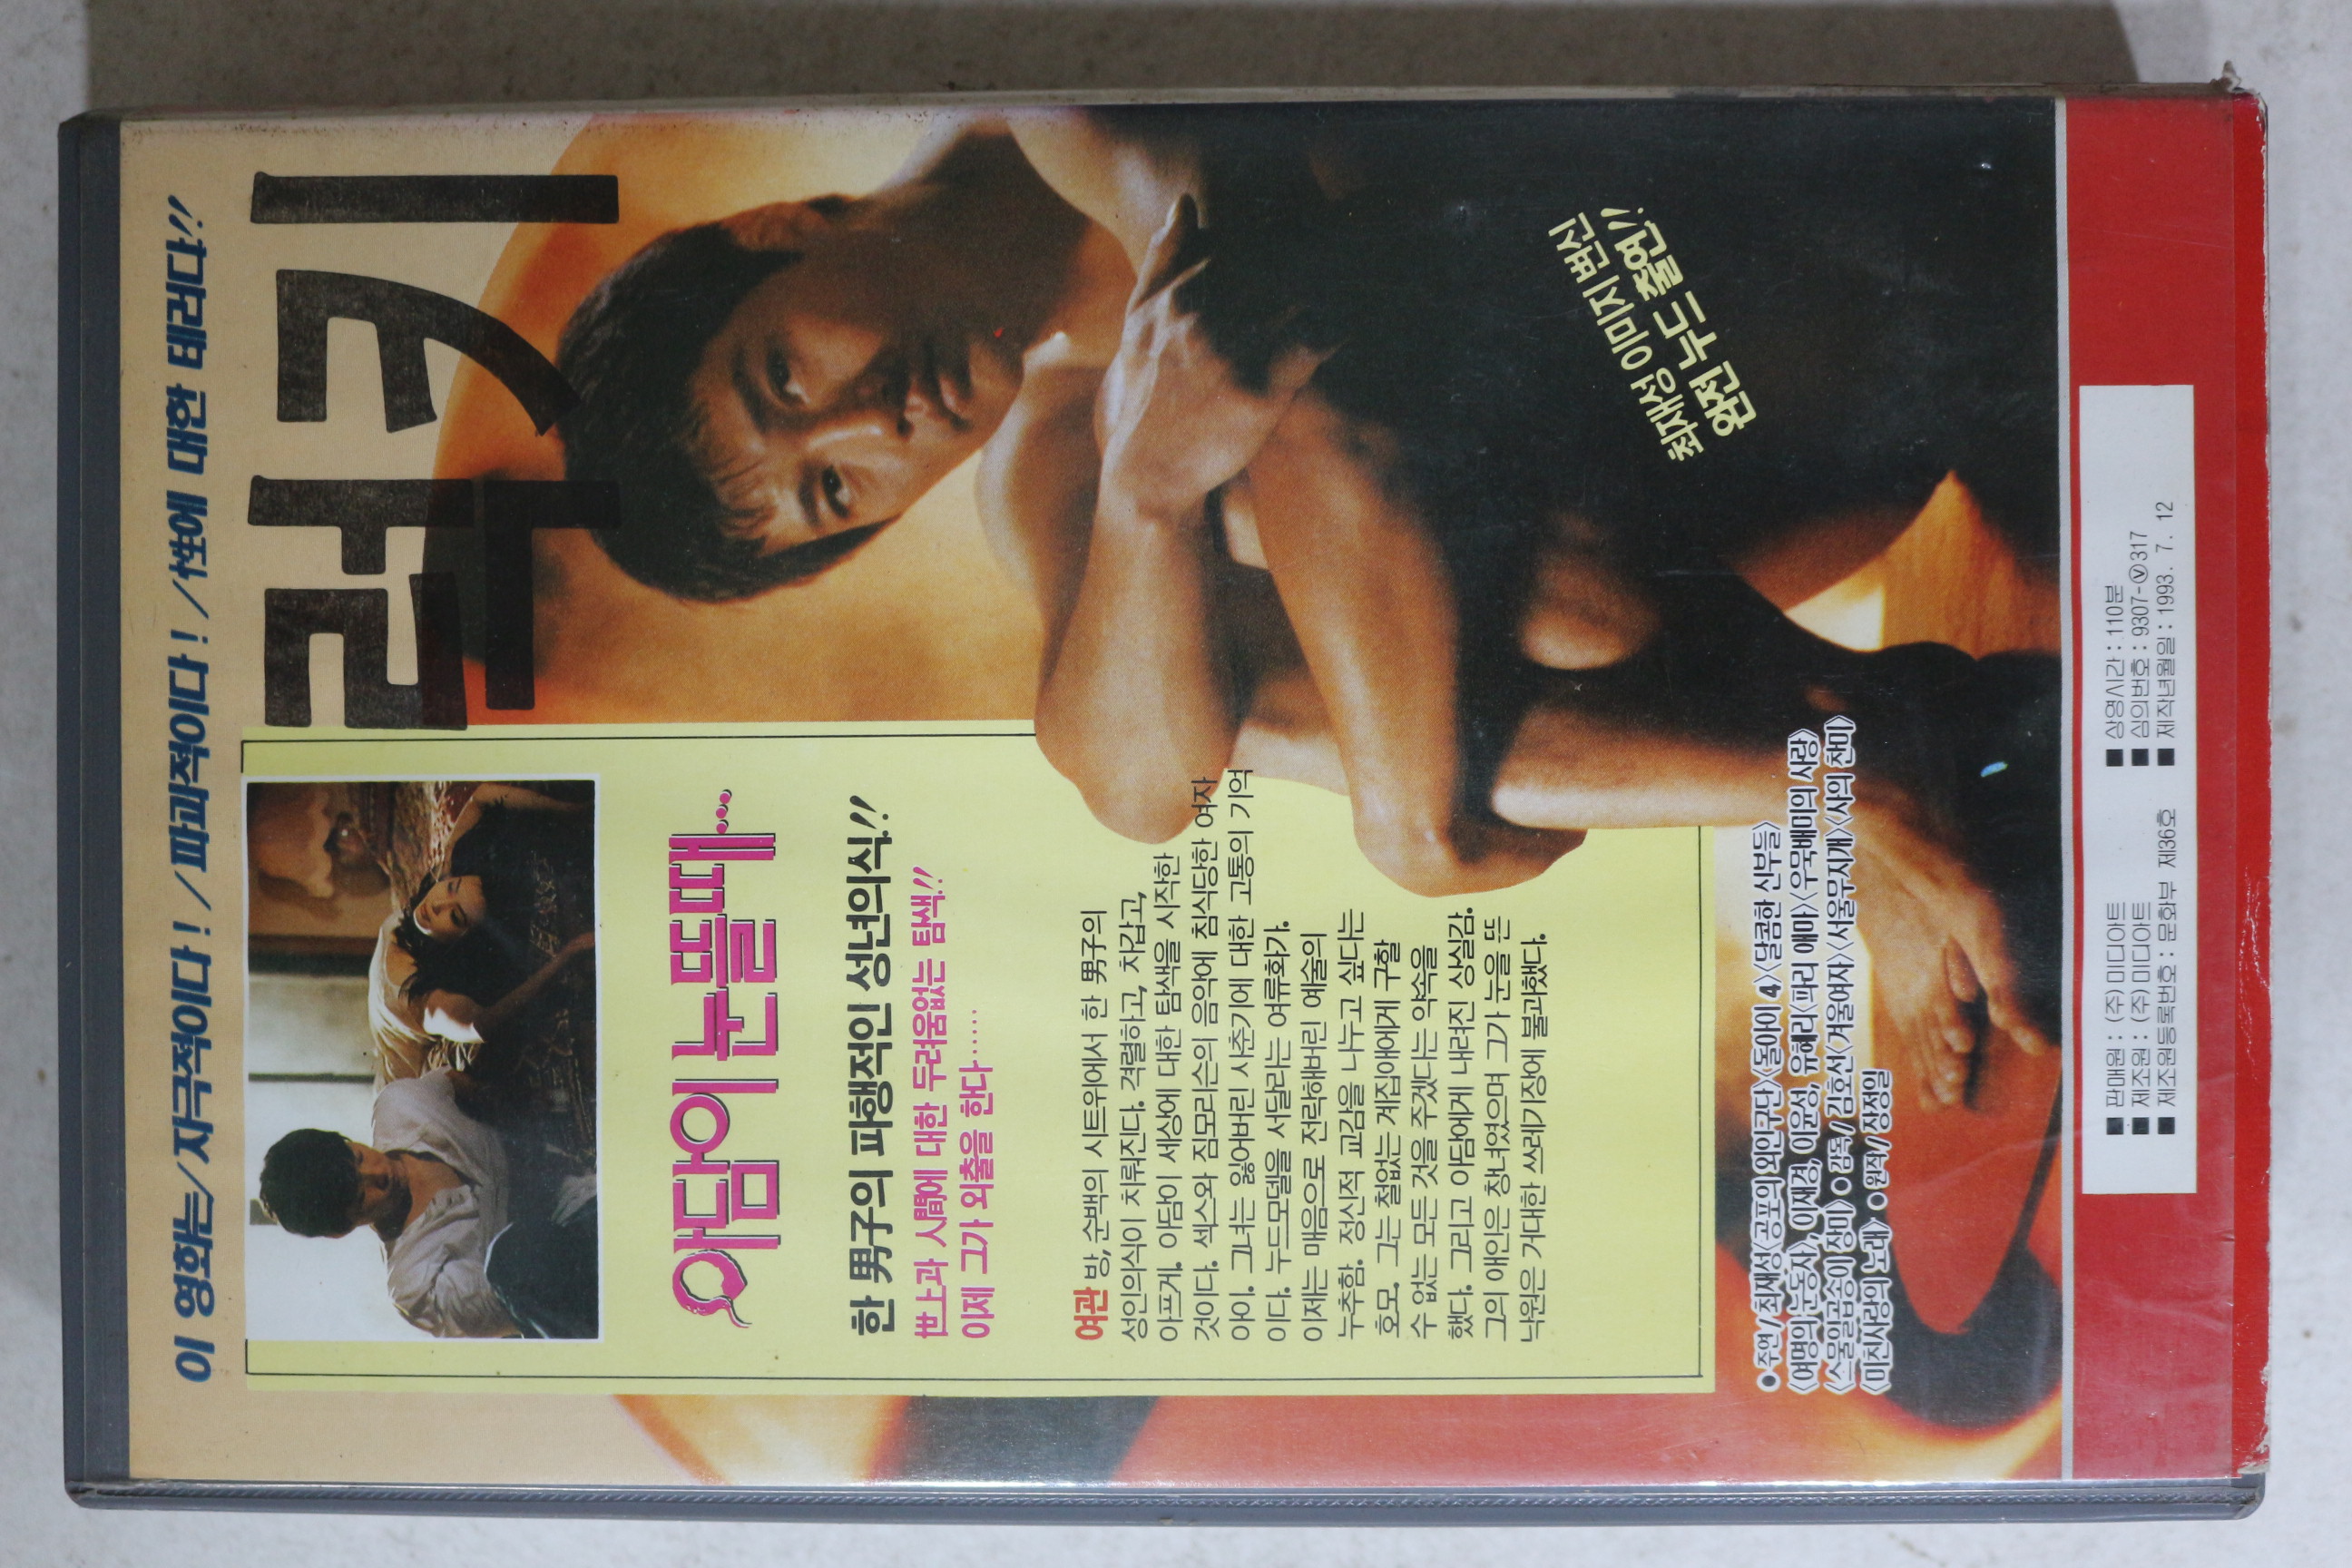 이 영화는/자극적이다!/파괴적이다!/性에 대한 테러다!!
아담이 눈뜰때...
한 男子의 파행적인 성년의식!!
世上과 人間에 대한 두려움없는 탐색!!
이제 그가 외출을 한다……
여관 방, 순백의 시트위에서 한 男子의
성인의식이 치뤄진다. 격렬하고, 차갑고,
아프게. 아담이 세상에 대한 탐색을 시작한
것이다. 섹스와 짐모리슨의 음악에 침식당한 여자
아이. 그녀는 잃어버린 사춘기에 대한 고통의 기억
이다. 누드모델을 서달라는 여류화가.
이제는 매음으로 전락해버린 예술의
누추함. 정신적 교감을 나누고 싶다는
호모. 그는 철없는 계집애에게 구할
수 없는 모든 것을 주겠다는 약속을
했다. 그리고 아담에게 내려진 상실감.
그의 애인은 창녀였으며 그가 눈을 뜬
낙원은 거대한 쓰레기장에 불과했다.
최재성 이미지 변신
완전 누드 출연!!
●주연/최재성〈공포의 외인구단〉〈돌아이 4〉〈달콤한 신부들〉
〈여명의 눈동자〉, 이재경, 이윤성, 유혜리〈파리 애마〉〈우묵배미의 사랑〉
〈스물일곱송이 장미〉●감독/김호선〈겨울여자〉〈서울무지개〉〈사의 찬미〉
〈미친사랑의 노래〉●원작/장정일
■ 판매원 : (주)미디아트 ■ 상영시간 : 110분
■ 제조원 : (주)미디아트 ■ 심의번호 : 9307-ⓥ317
■ 제조원등록번호 : 문화부 제36호 ■ 제작년월일 : 1993. 7. 12